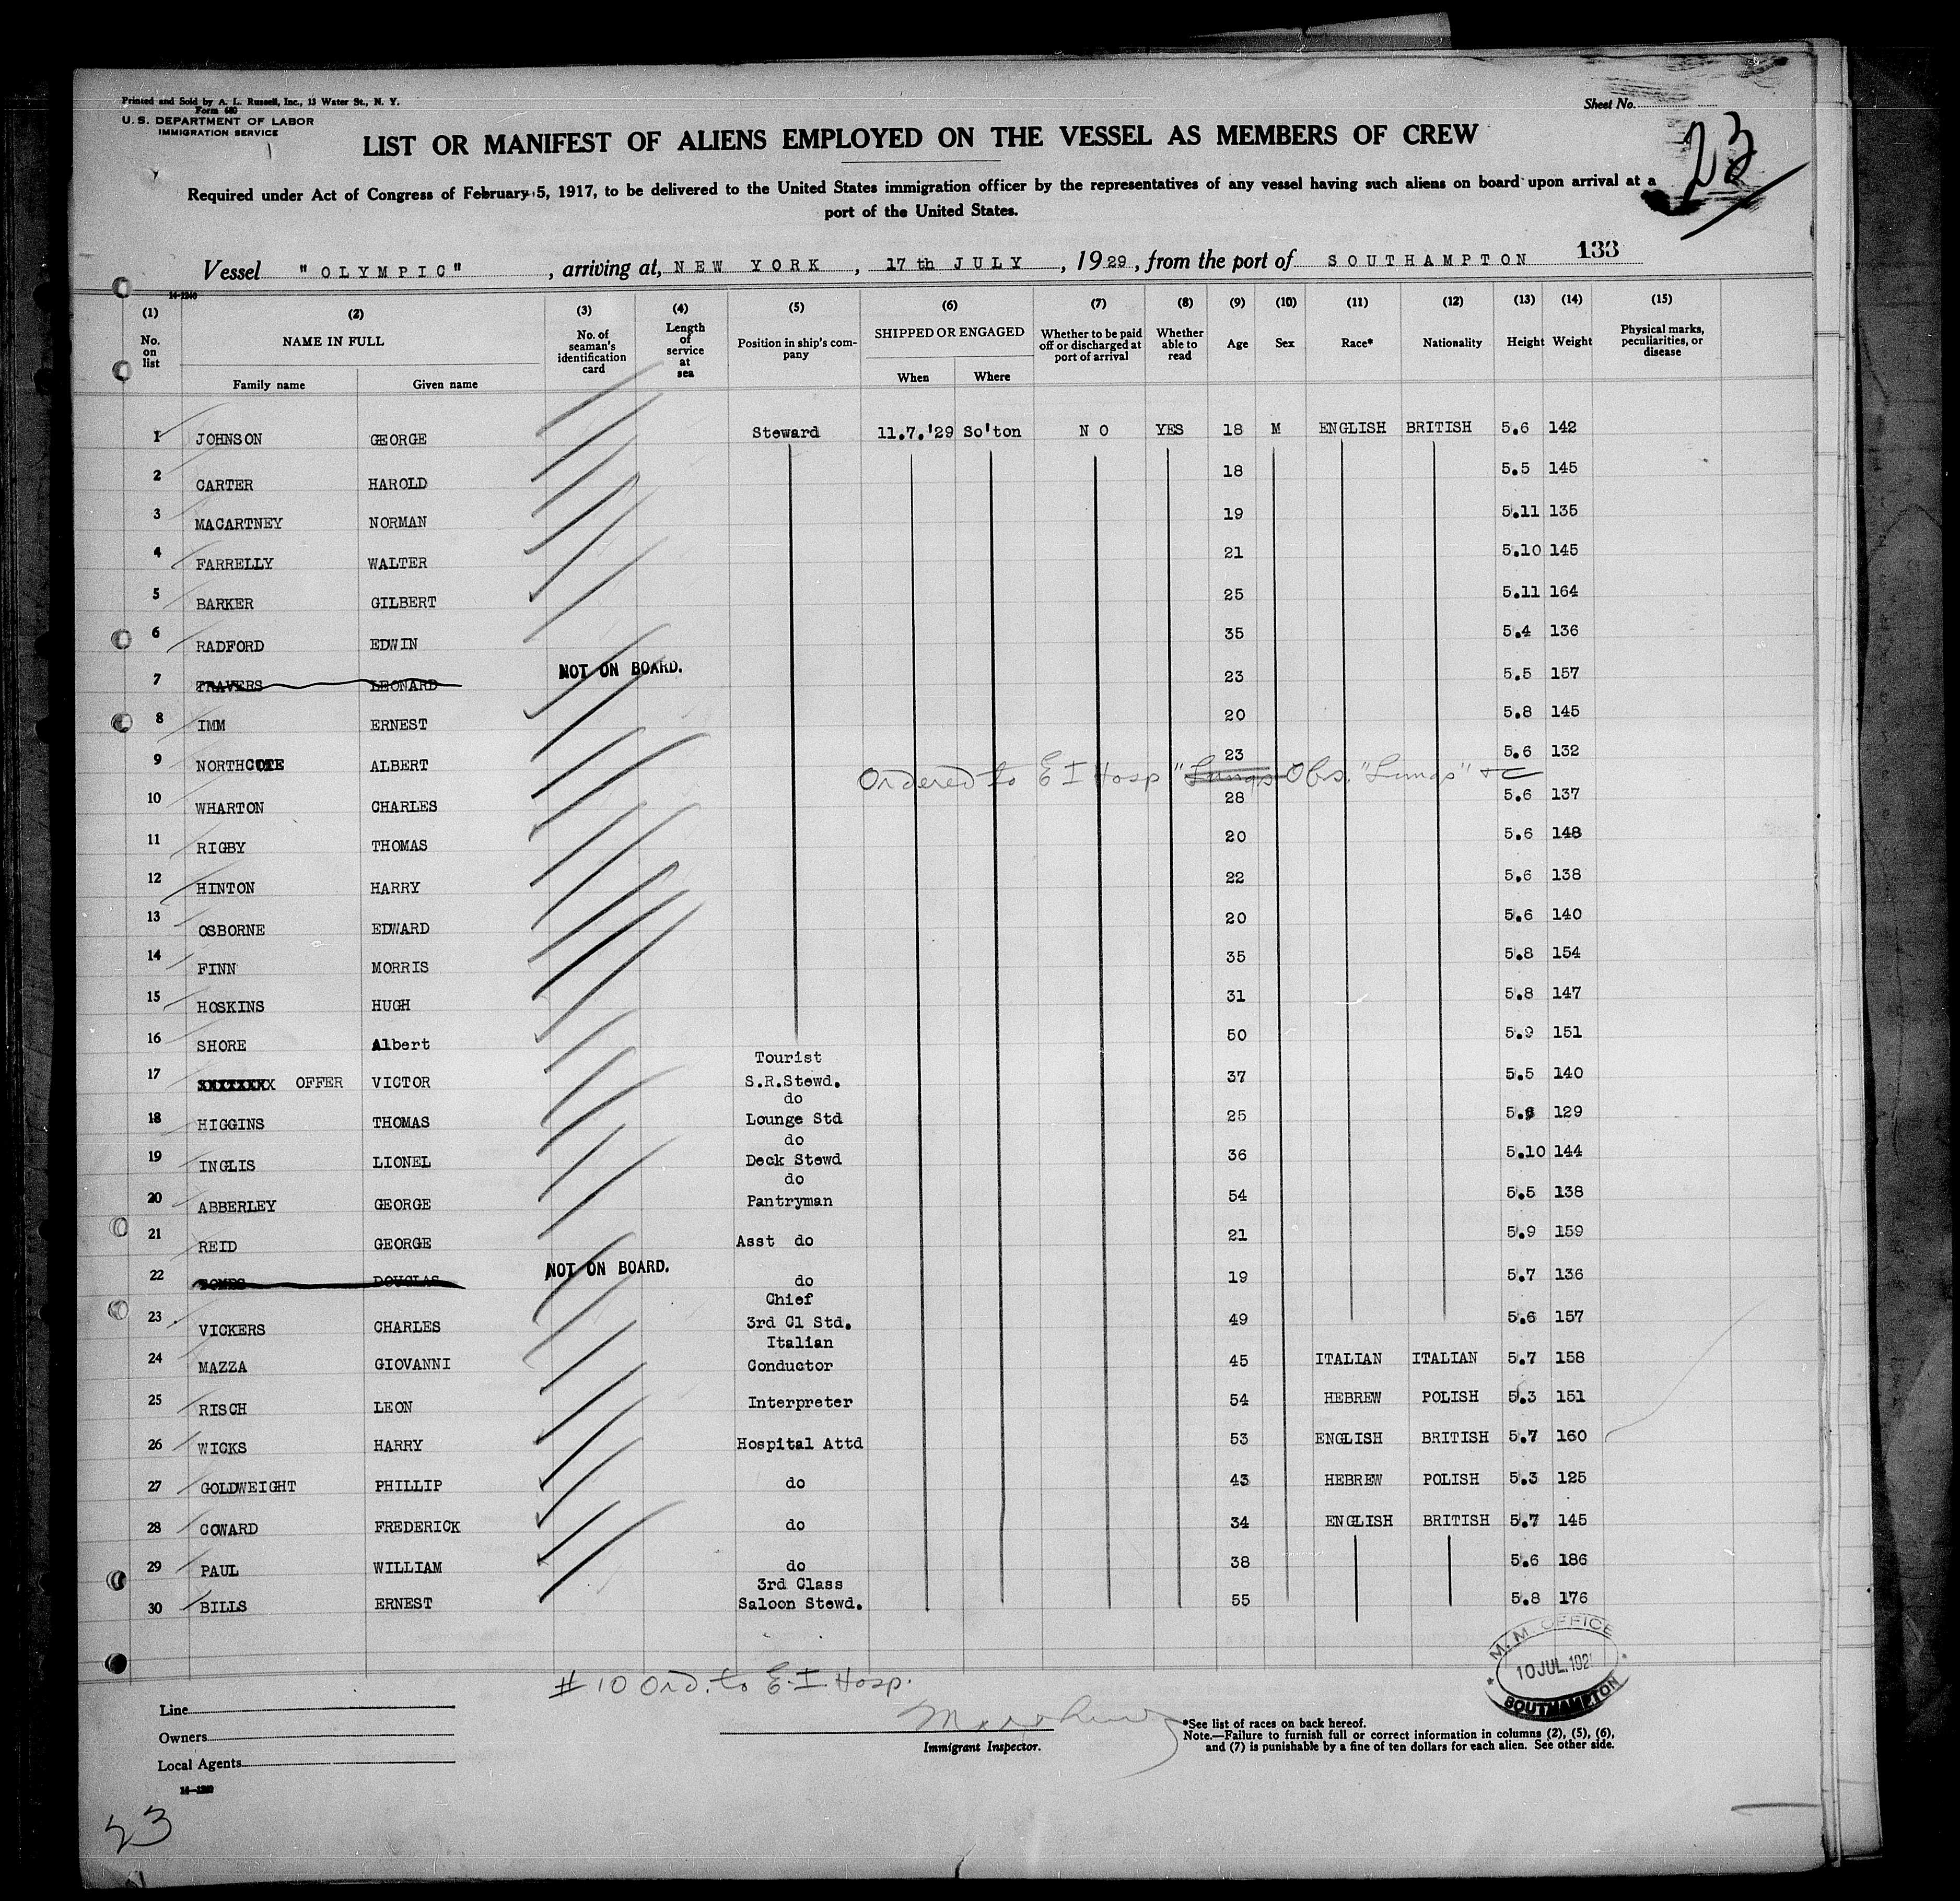 Printed and Sold by A. L. Russell, Inc., 13 Water St., N. Y.
Form 680
U. S. DEPARTMENT OF LABOR
IMMIGRATION SERVICE
Sheet No.
23
LIST OR MANIFEST OF ALIENS EMPLOYED ON THE VESSEL AS MEMBERS OF CREW
Required under Act of Congress of February 5, 1917, to be delivered to the United States immigration officer by the representatives of any vessel having such aliens on board upon arrival at a
port of the United States.
133
Vessel "OLYMPIC", arriving at, NEW YORK, 17th JULY, 1929, from the port of SOUTHAMPTON
14-1240
(1) (2) (3) (4) (5) (6) (7) (8) (9) (10) (11) (12) (13) (14) (15)
No. on list NAME IN FULL No. of seaman's identification card Length of service at sea Position in ship's company SHIPPED OR ENGAGED Whether to be paid off or discharged at port of arrival Whether able to read Age Sex Race* Nationality Height Weight Physical marks, peculiarities, or disease
Family name Given name When Where
1 JOHNSON GEORGE Steward 11.7.'29 So'ton NO YES 18 M ENGLISH BRITISH 5.6 142
2 CARTER HAROLD 18 5.5 145
3 MACARTNEY NORMAN 19 5.11 135
4 FARRELLY WALTER 21 5.10 145
5 BARKER GILBERT 25 5.11 164
6 RADFORD EDWIN 35 5.4 136
7 TRAVERS LEONARD NOT ON BOARD. 23 5.5 157
8 IMM ERNEST 20 5.8 145
9 NORTHCOTE ALBERT 23 5.6 132
Ordered to E I Hosp "Lungs Obs. "Lungs"
10 WHARTON CHARLES 28 5.6 137
11 RIGBY THOMAS 20 5.6 148
12 HINTON HARRY 22 5.6 138
13 OSBORNE EDWARD 20 5.6 140
14 FINN MORRIS 35 5.8 154
15 HOSKINS HUGH 31 5.8 147
16 SHORE Albert 50 5.9 151
Tourist
17 OFFER VICTOR S.R.Stewd. 37 5.5 140
do
18 HIGGINS THOMAS Lounge Std 25 129
do
19 INGLIS LIONEL Deck Stewd 36 5.10 144
do
20 ABBERLEY GEORGE Pantryman 54 5.5 138
21 REID GEORGE Asst do 21 5.9 159
22 DOUGLAS NOT ON BOARD. do 19 5.7 136
Chief
23 VICKERS CHARLES 3rd Cl Std. 49 5.6 157
Italian
24 MAZZA GIOVANNI Conductor 45 ITALIAN ITALIAN 5.7 158
25 RISCH LEON Interpreter 54 HEBREW POLISH 5.3 151
26 WICKS HARRY Hospital Attd 53 ENGLISH BRITISH 5.7 160
27 GOLDWEIGHT PHILLIP do 43 HEBREW POLISH 5.3 125
28 COWARD FREDERICK do 34 ENGLISH BRITISH 5.7 145
29 PAUL WILLIAM do 38 5.6 186
3rd Class
30 BILLS ERNEST Saloon Stewd. 55 5.8 176
M. M. OFFICE
10 JUL. 192
SOUTHAMPTON
#10 Ord. to E. I. Hosp.
Line
Owners
Local Agents
14-1240
Immigrant Inspector.
*See list of races on back hereof.
Note.—Failure to furnish full or correct information in columns (2), (5), (6),
and (7) is punishable by a fine of ten dollars for each alien. See other side.
23